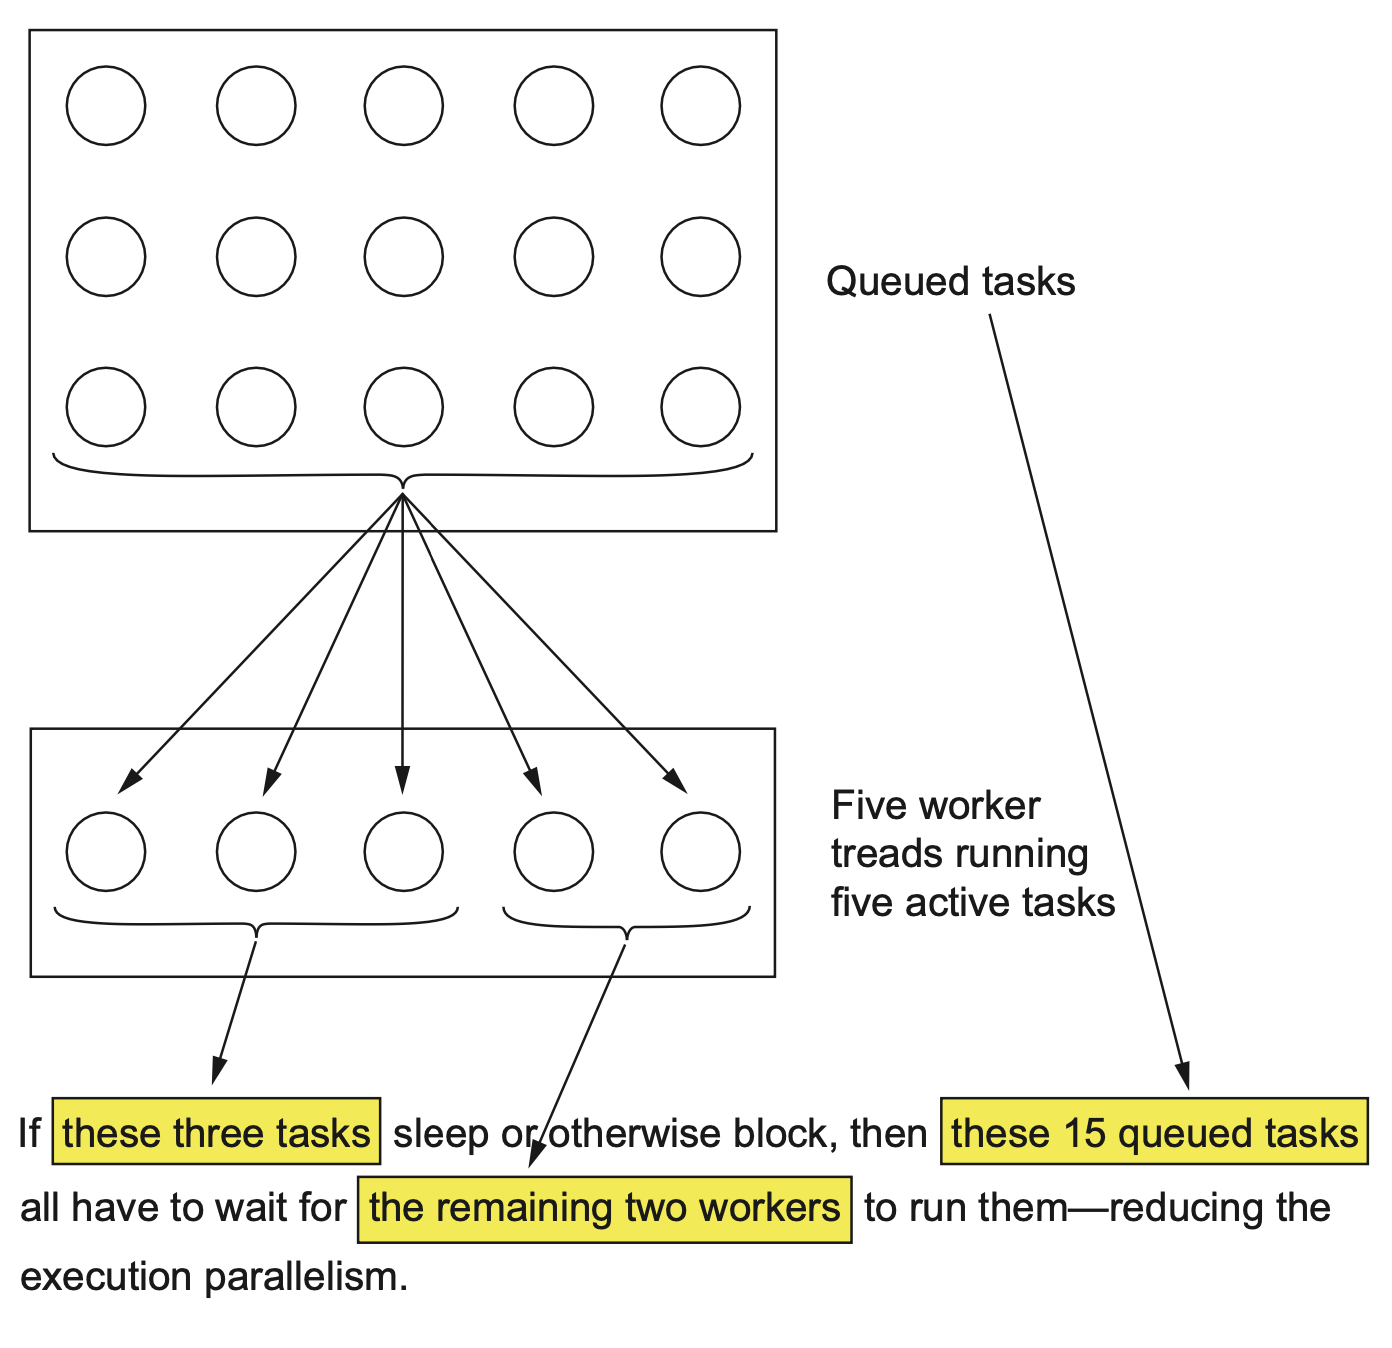 Queued tasks
Five worker
treads running
five active tasks
If these three tasks sleep or otherwise block, then these 15 queued tasks
all have to wait for the remaining two workers to run them—reducing the
execution parallelism.